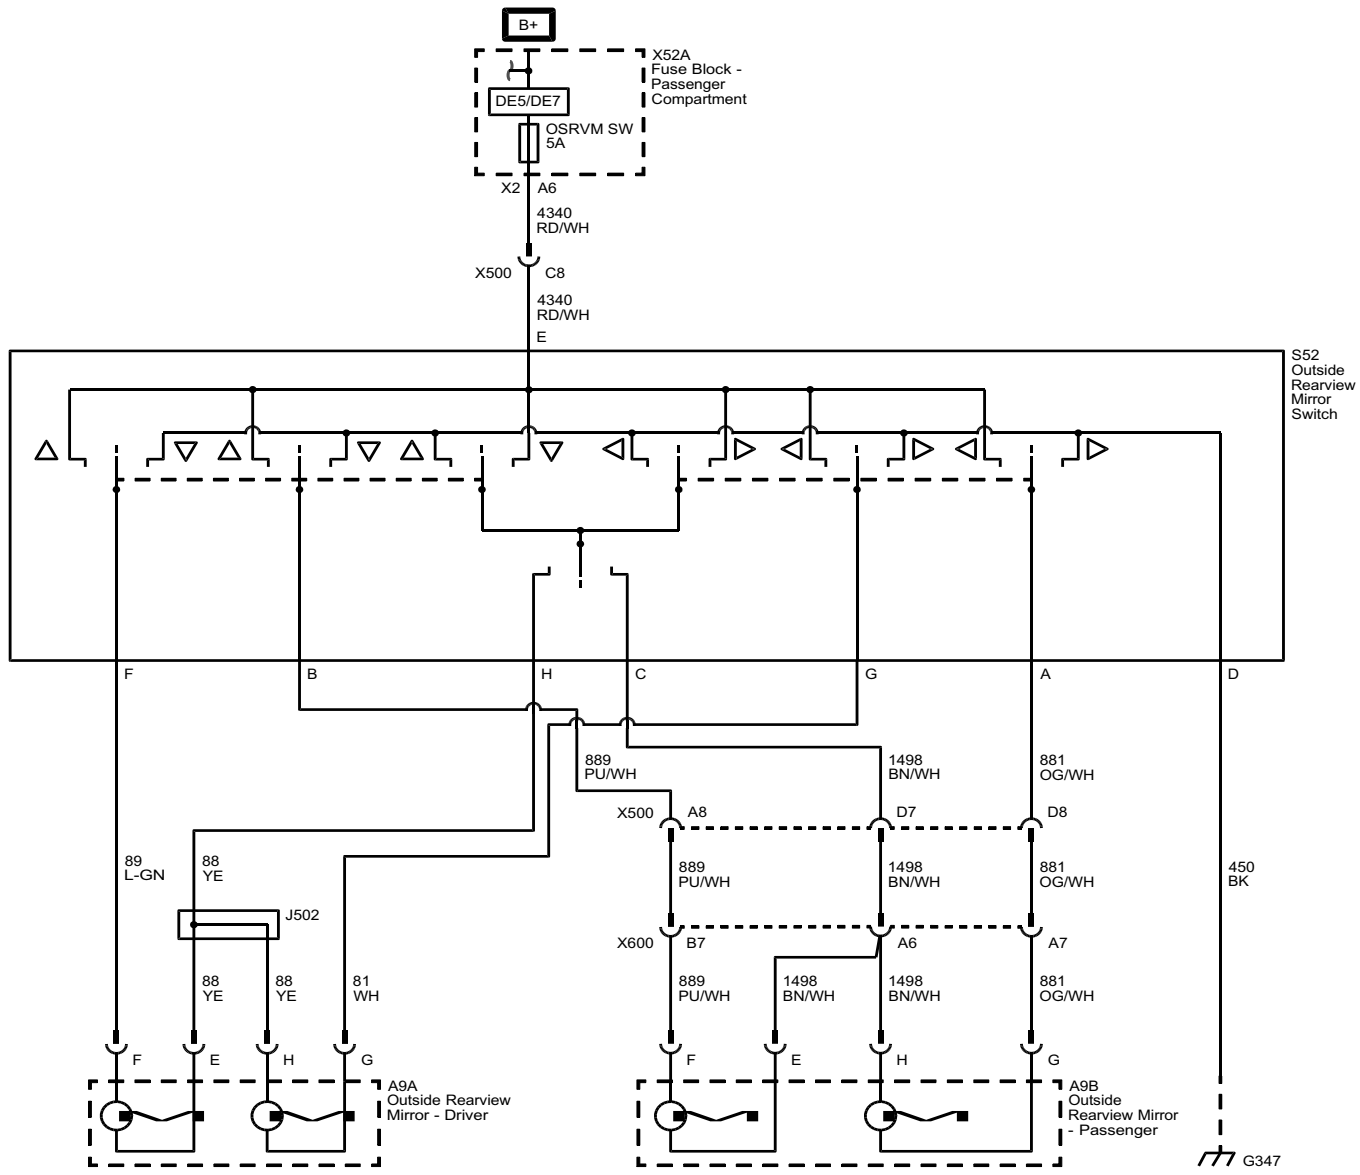 B+
X52A
Fuse Block -
Passenger
Compartment
DE5/DE7
OSRVM SW
5A
X2 A6
4340
RD/WH
X500 C8
4340
RD/WH
E
S52
Outside
Rearview
Mirror
Switch
F B H C G A D
889
PU/WH
1498
BN/WH
881
OG/WH
X500 A8 D7 D8
89
L-GN
88
YE
889
PU/WH
1498
BN/WH
881
OG/WH
450
BK
J502
X600 B7 A6 A7
88
YE
88
YE
81
WH
889
PU/WH
1498
BN/WH
1498
BN/WH
881
OG/WH
F E H G F E H G
A9A
Outside Rearview
Mirror - Driver
A9B
Outside
Rearview Mirror
- Passenger
G347